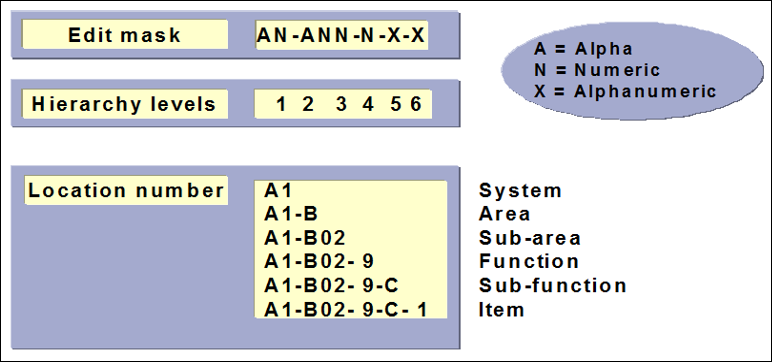 Edit mask AN-ANN-N-X-X
A = Alpha
N = Numeric
X = Alphanumeric
Hierarchy levels 1 2 3 4 5 6
Location number A1 System
A1-B Area
A1-B02 Sub-area
A1-B02- 9 Function
A1-B02- 9-C Sub-function
A1-B02- 9-C- 1 Item